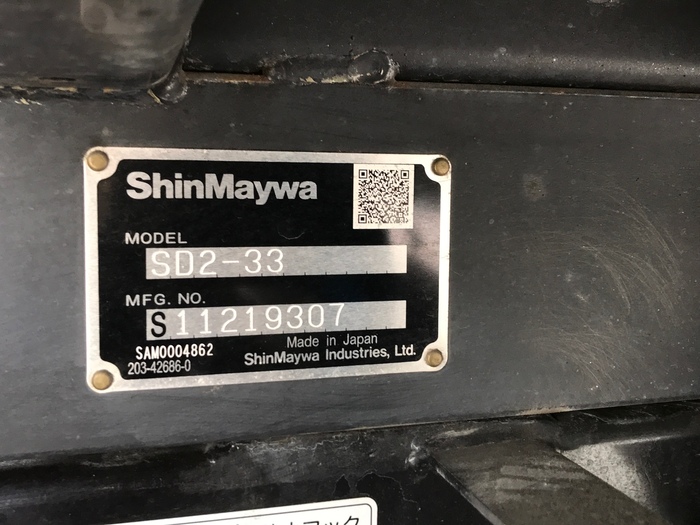 ShinMaywa
MODEL
SD2-33
MFG. NO.
S11219307
SAM0004862
Made in Japan
203-42686-0
ShinMaywa Industries, Ltd.